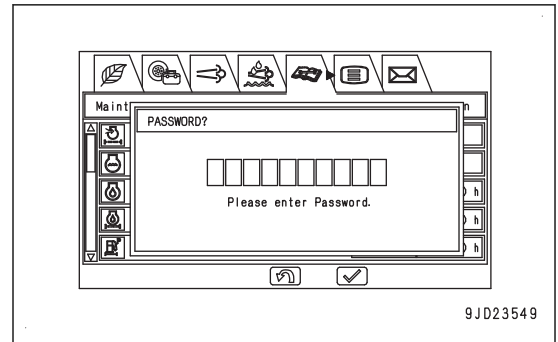 Maint
n
PASSWORD?
Please enter Password.
h
h
h
9JD23549